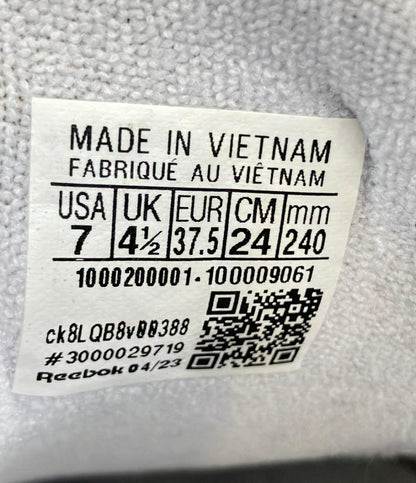 MADE IN VIETNAM
FABRIQUÉ AU VIÊTNAM
USA UK EUR CM mm
7 4½ 37.5 24 240
1000200001-100009061
#3000029719
Reebok 04/23